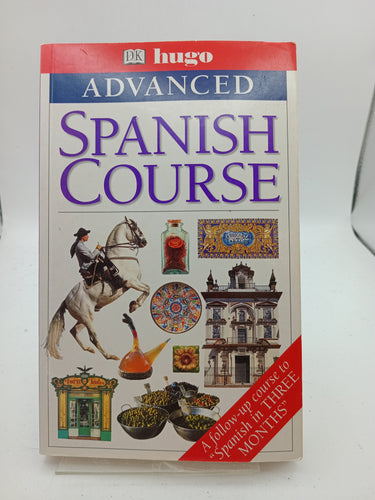 DK hugo
ADVANCED
SPANISH
COURSE
A follow-up course to
"Spanish in THREE
MONTHS"